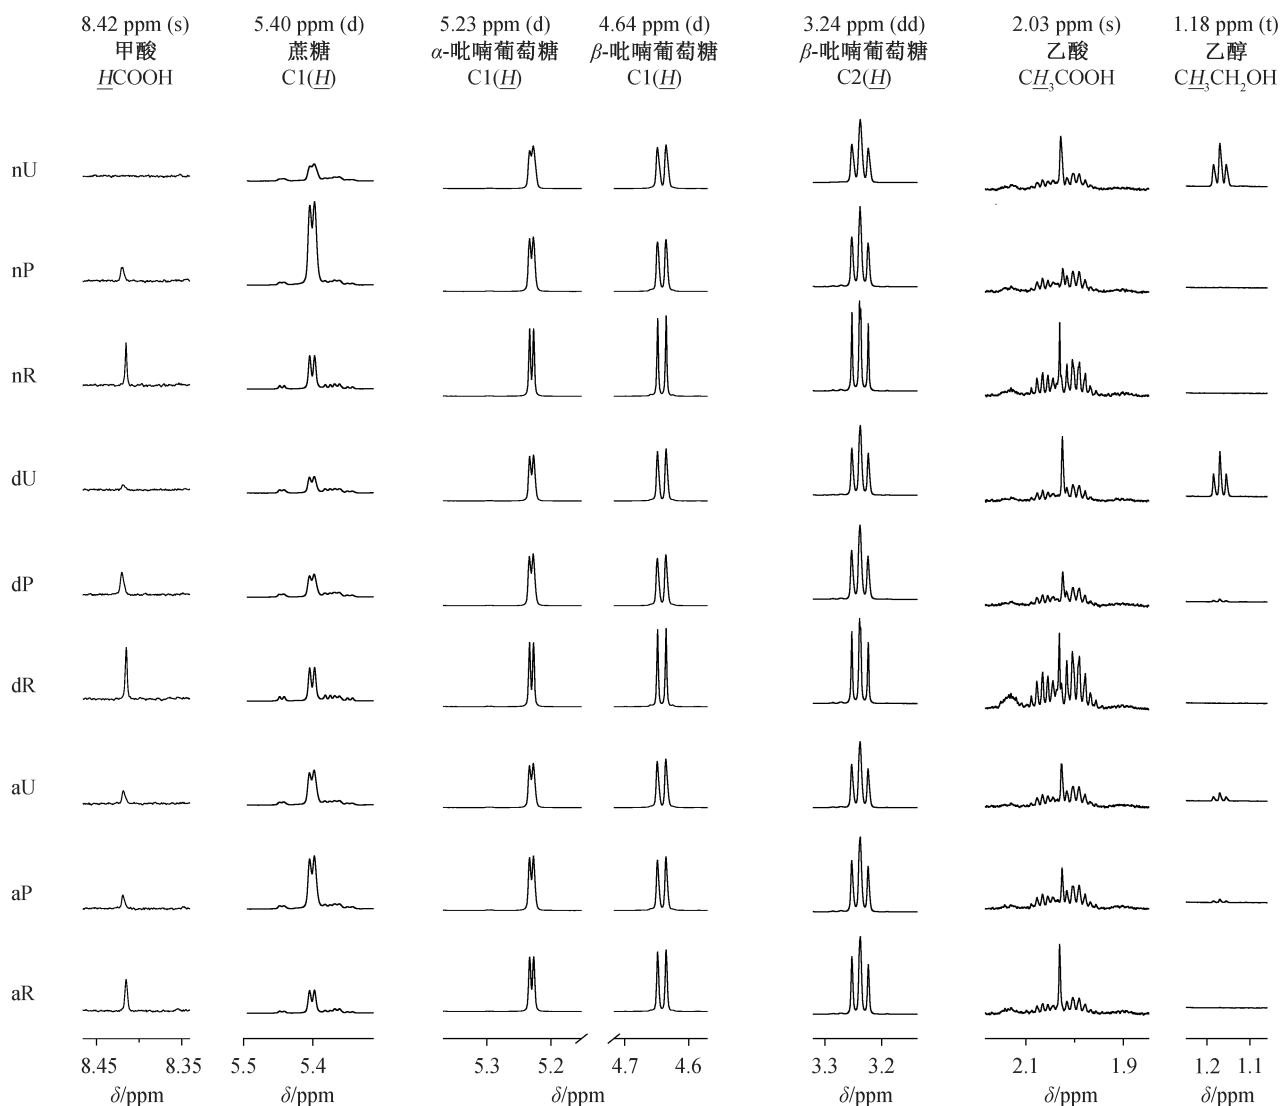 8.42 ppm (s) 5.40 ppm (d) 5.23 ppm (d) 4.64 ppm (d) 3.24 ppm (dd) 2.03 ppm (s) 1.18 ppm (t)
甲酸 蔗糖 α-吡喃葡萄糖 β-吡喃葡萄糖 β-吡喃葡萄糖 乙酸 乙醇
HCOOH C1(H) C1(H) C1(H) C2(H) CH₃COOH CH₃CH₂OH
nU
nP
nR
dU
dP
dR
aU
aP
aR
8.45 8.35 5.5 5.4 5.3 5.2 4.7 4.6 3.3 3.2 2.1 1.9 1.2 1.1
δ/ppm δ/ppm δ/ppm δ/ppm δ/ppm δ/ppm